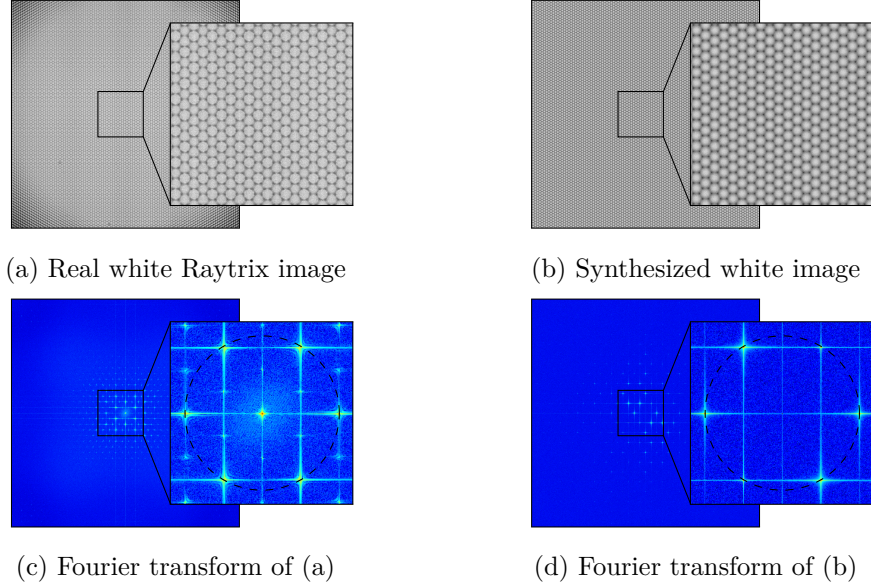 (a) Real white Raytrix image
(b) Synthesized white image
(c) Fourier transform of (a)
(d) Fourier transform of (b)